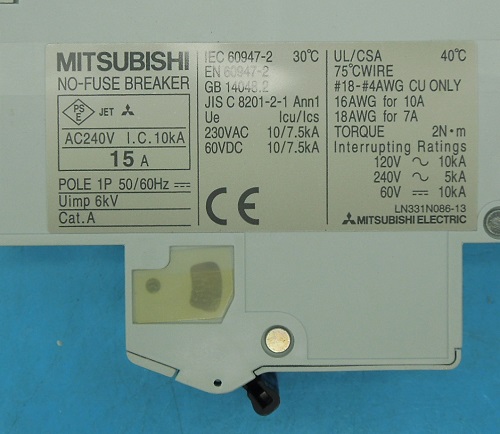 MITSUBISHI
NO-FUSE BREAKER
PS E JET
AC240V I.C.10kA
15 A
POLE 1P 50/60Hz ⎓
Uimp 6kV
Cat.A
IEC 60947-2 30℃
EN 60947-2
GB 14048.2
JIS C 8201-2-1 Ann1
Ue Icu/Ics
230VAC 10/7.5kA
60VDC 10/7.5kA
CE
UL/CSA 40℃
75℃WIRE
#18-#4AWG CU ONLY
16AWG for 10A
18AWG for 7A
TORQUE 2N·m
Interrupting Ratings
120V ~ 10kA
240V ~ 5kA
60V ⎓ 10kA
LN331N086-13
MITSUBISHI ELECTRIC